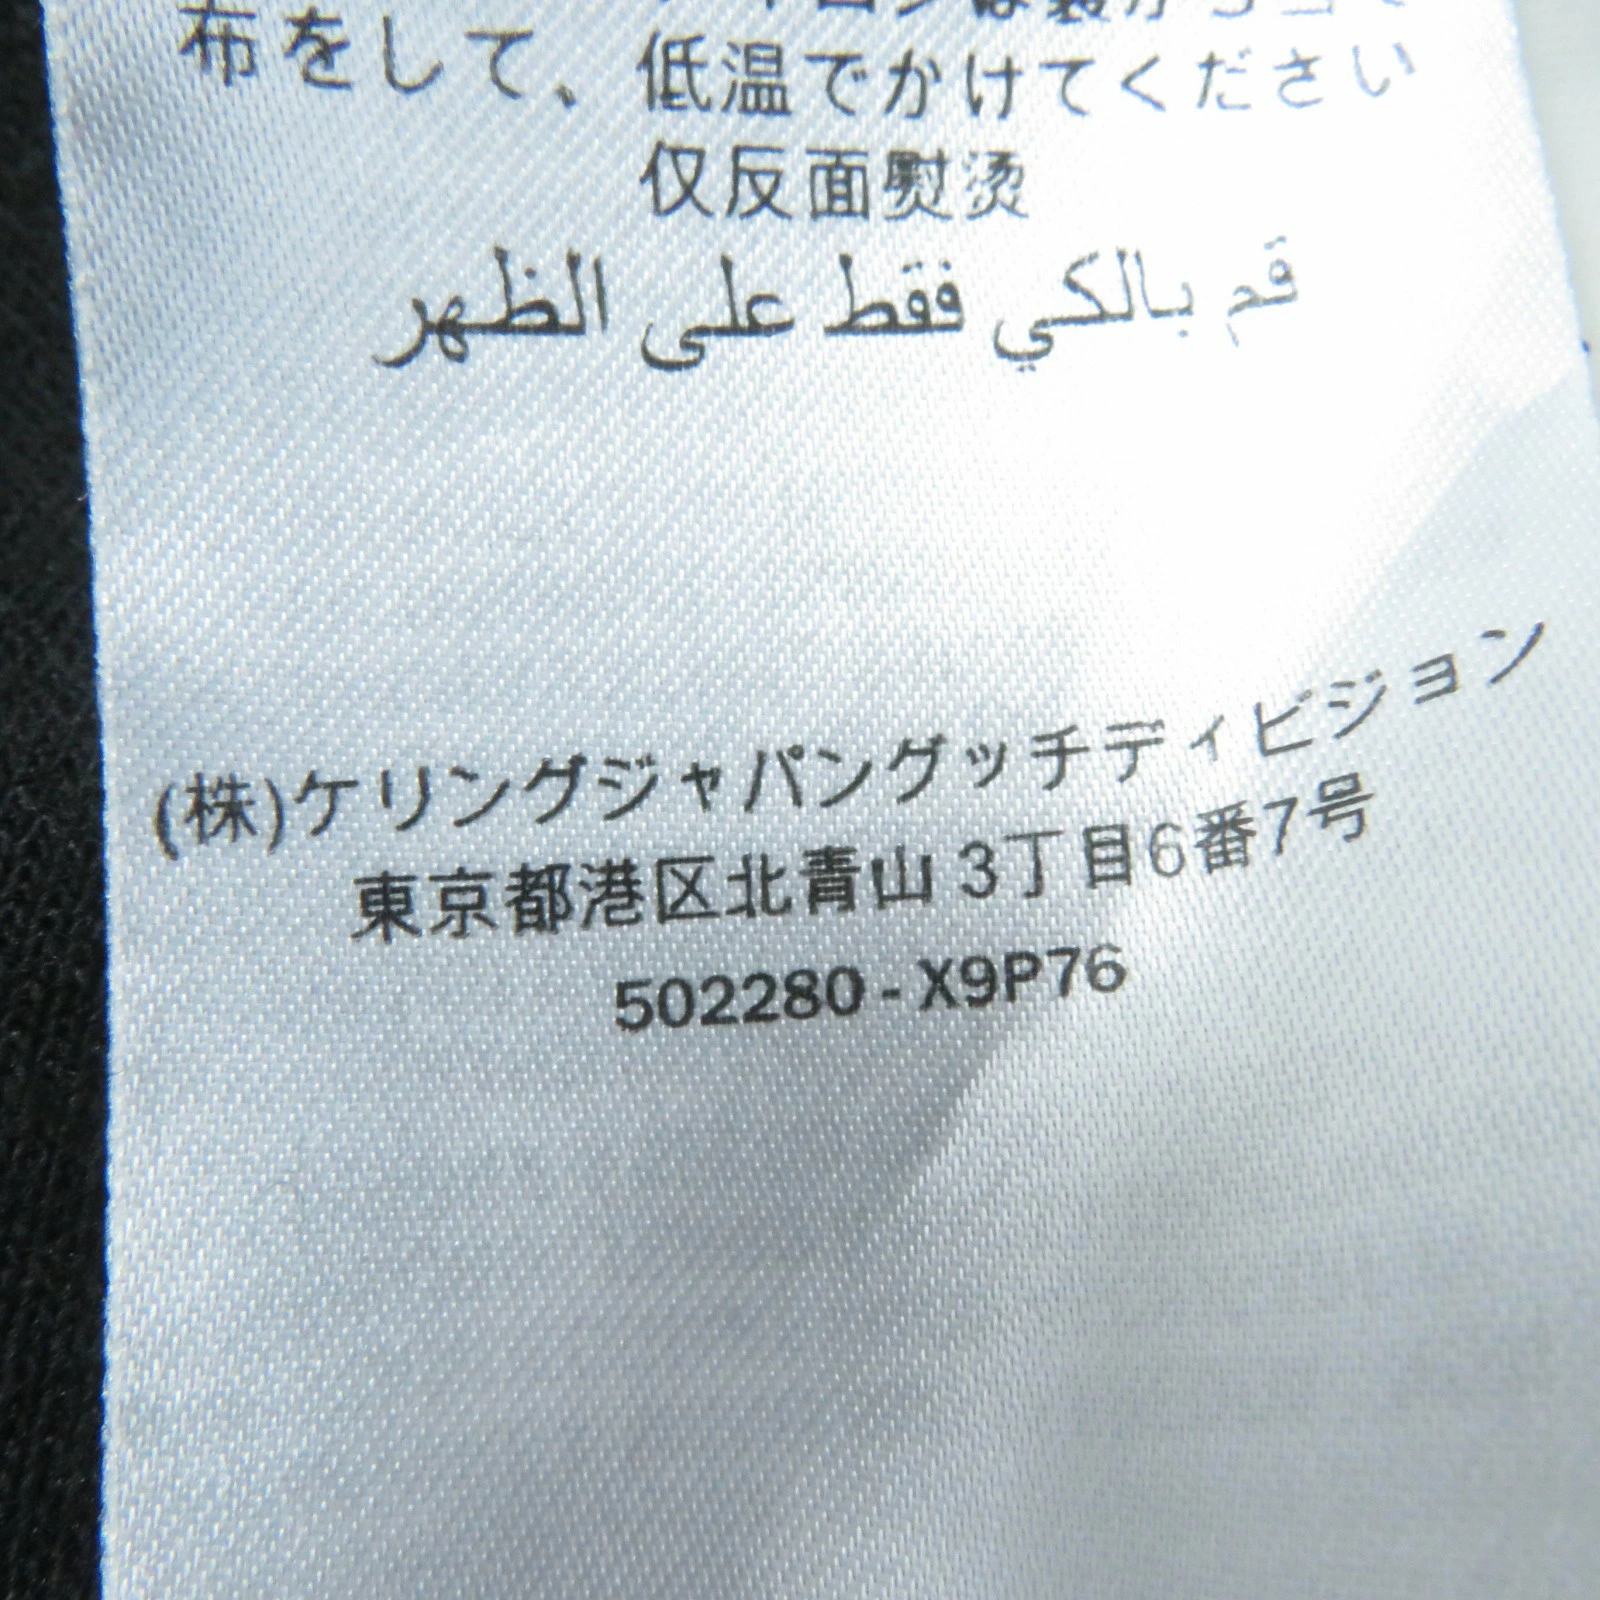 布をして、低温でかけてください
仅反面熨烫
قم بالكي فقط على الظهر
(株)ケリングジャパングッチディビジョン
東京都港区北青山3丁目6番7号
502280-X9P76